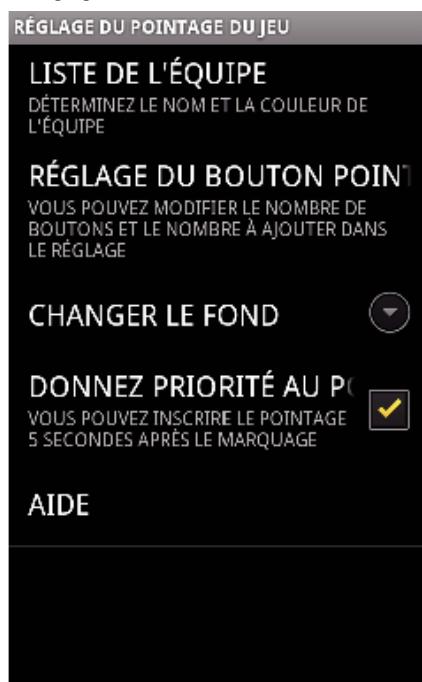 RÉGLAGE DU POINTAGE DU JEU
LISTE DE L'ÉQUIPE
DÉTERMINEZ LE NOM ET LA COULEUR DE
L'ÉQUIPE
RÉGLAGE DU BOUTON POINT
VOUS POUVEZ MODIFIER LE NOMBRE DE
BOUTONS ET LE NOMBRE À AJOUTER DANS
LE RÉGLAGE
CHANGER LE FOND
DONNEZ PRIORITÉ AU
VOUS POUVEZ INSCRIRE LE POINTAGE
5 SECONDES APRÈS LE MARQUAGE
AIDE